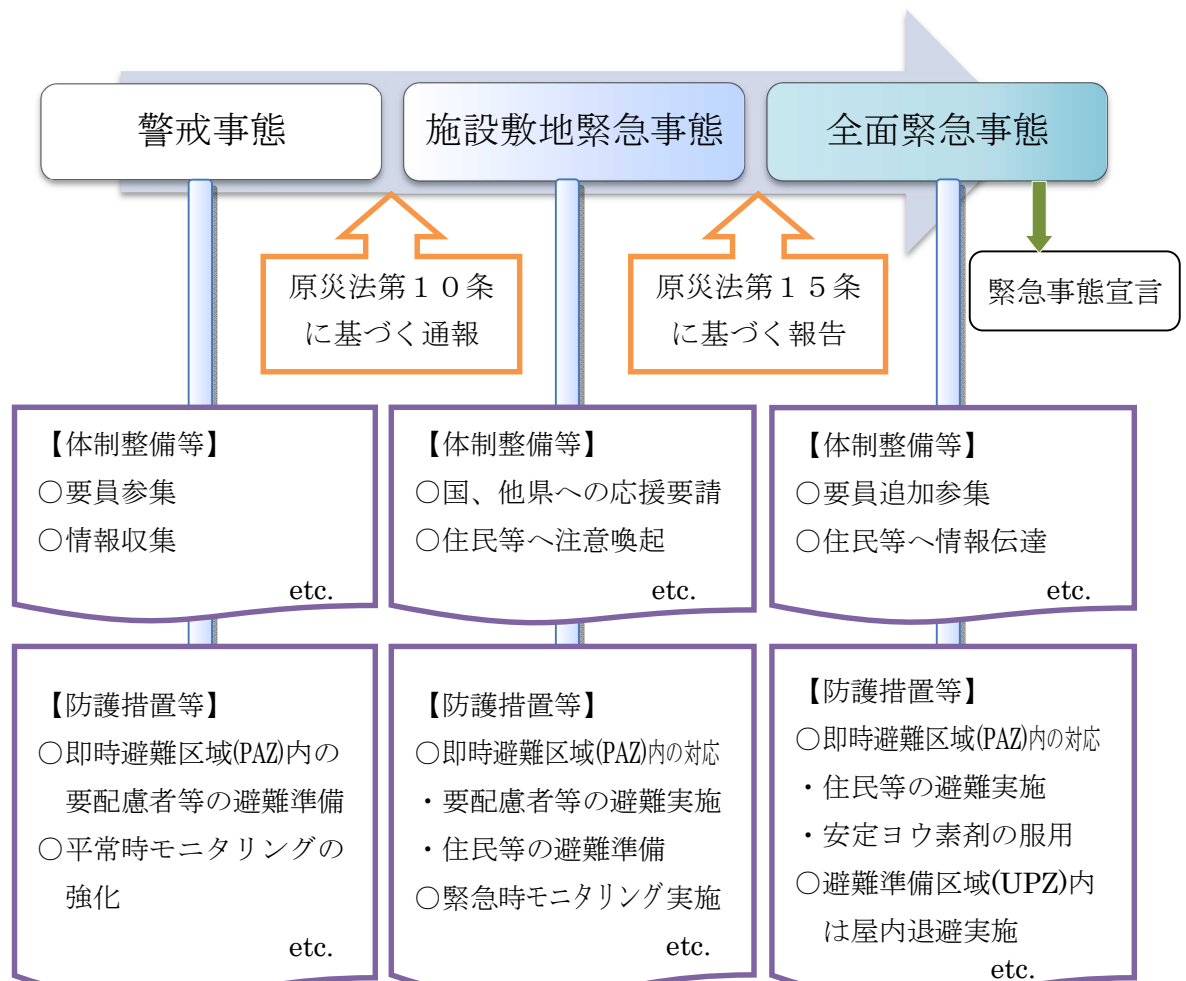 警戒事態
施設敷地緊急事態
全面緊急事態
原災法第１０条
に基づく通報
原災法第１５条
に基づく報告
緊急事態宣言
【体制整備等】
○要員参集
○情報収集
etc.
【体制整備等】
○国、他県への応援要請
○住民等へ注意喚起
etc.
【体制整備等】
○要員追加参集
○住民等へ情報伝達
etc.
【防護措置等】
○即時避難区域(PAZ)内の
要配慮者等の避難準備
○平常時モニタリングの
強化
etc.
【防護措置等】
○即時避難区域(PAZ)内の対応
・要配慮者等の避難実施
・住民等の避難準備
○緊急時モニタリング実施
etc.
【防護措置等】
○即時避難区域(PAZ)内の対応
・住民等の避難実施
・安定ヨウ素剤の服用
○避難準備区域(UPZ)内
は屋内退避実施
etc.